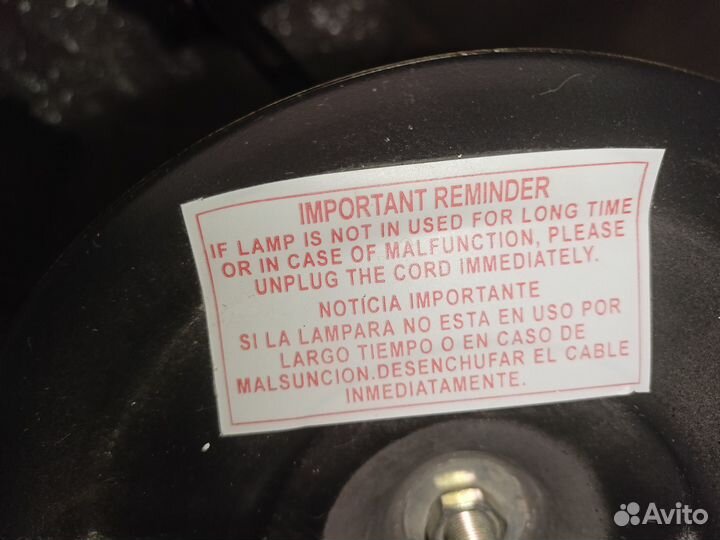 IMPORTANT REMINDER
IF LAMP IS NOT IN USED FOR LONG TIME
OR IN CASE OF MALFUNCTION, PLEASE
UNPLUG THE CORD IMMEDIATELY.
NOTÍCIA IMPORTANTE
SI LA LAMPARA NO ESTA EN USO POR
LARGO TIEMPO O EN CASO DE
MALSUNCION.DESENCHUFAR EL CABLE
INMEDIATAMENTE.
Avito